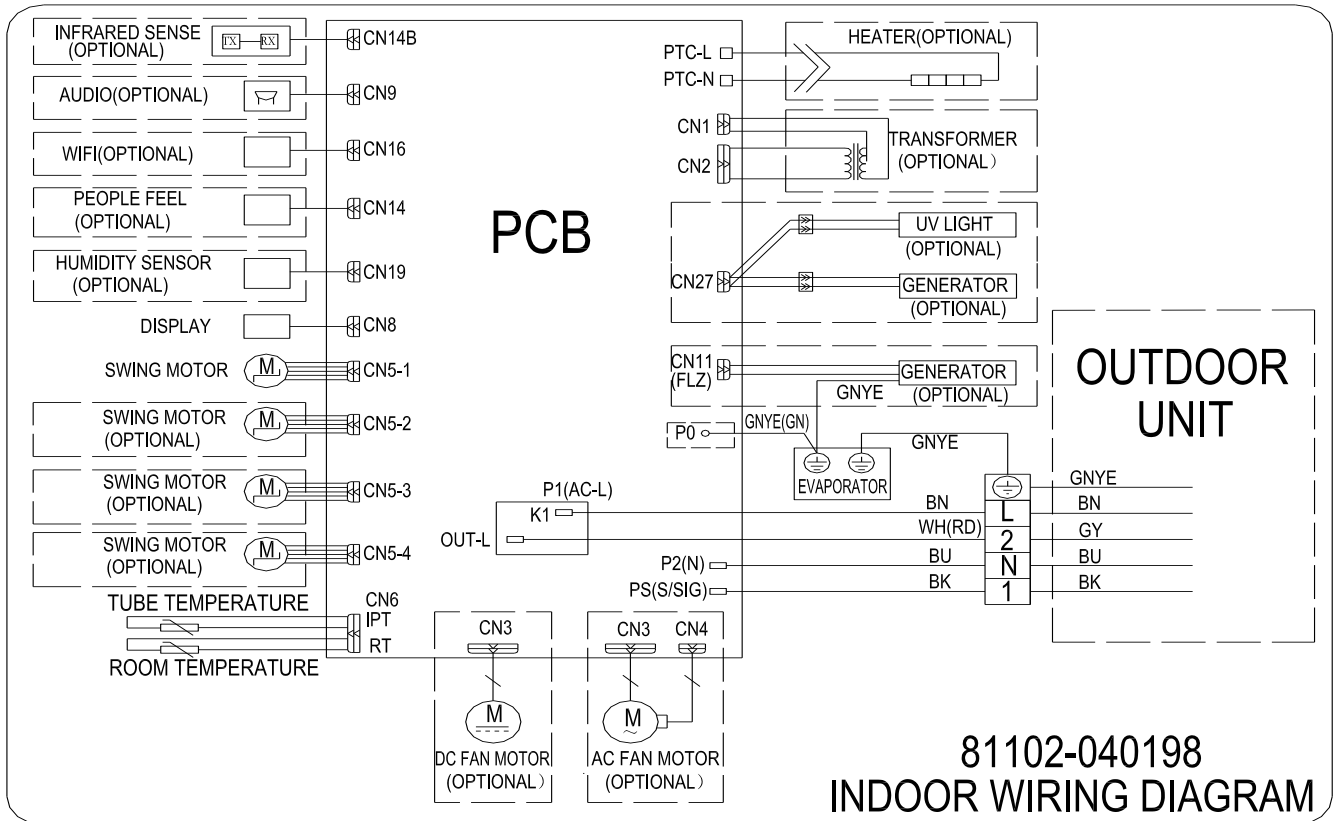 INFRARED SENSE
(OPTIONAL)
TX
RX
CN14B
AUDIO(OPTIONAL)
CN9
WIFI(OPTIONAL)
CN16
PEOPLE FEEL
(OPTIONAL)
CN14
HUMIDITY SENSOR
(OPTIONAL)
CN19
DISPLAY
CN8
SWING MOTOR
M
CN5-1
SWING MOTOR
(OPTIONAL)
M
CN5-2
SWING MOTOR
(OPTIONAL)
M
CN5-3
SWING MOTOR
(OPTIONAL)
M
CN5-4
TUBE TEMPERATURE
CN6
IPT
RT
ROOM TEMPERATURE
PCB
PTC-L
PTC-N
HEATER(OPTIONAL)
CN1
CN2
TRANSFORMER
(OPTIONAL)
CN27
UV LIGHT
(OPTIONAL)
GENERATOR
(OPTIONAL)
CN11
(FLZ)
GENERATOR
(OPTIONAL)
GNYE
P0
GNYE(GN)
GNYE
EVAPORATOR
P1(AC-L)
K1
OUT-L
P2(N)
PS(S/SIG)
BN
WH(RD)
BU
BK
L
2
N
1
GNYE
BN
GY
BU
BK
OUTDOOR
UNIT
CN3
M
DC FAN MOTOR
(OPTIONAL)
CN3
CN4
M
~
AC FAN MOTOR
(OPTIONAL)
81102-040198
INDOOR WIRING DIAGRAM